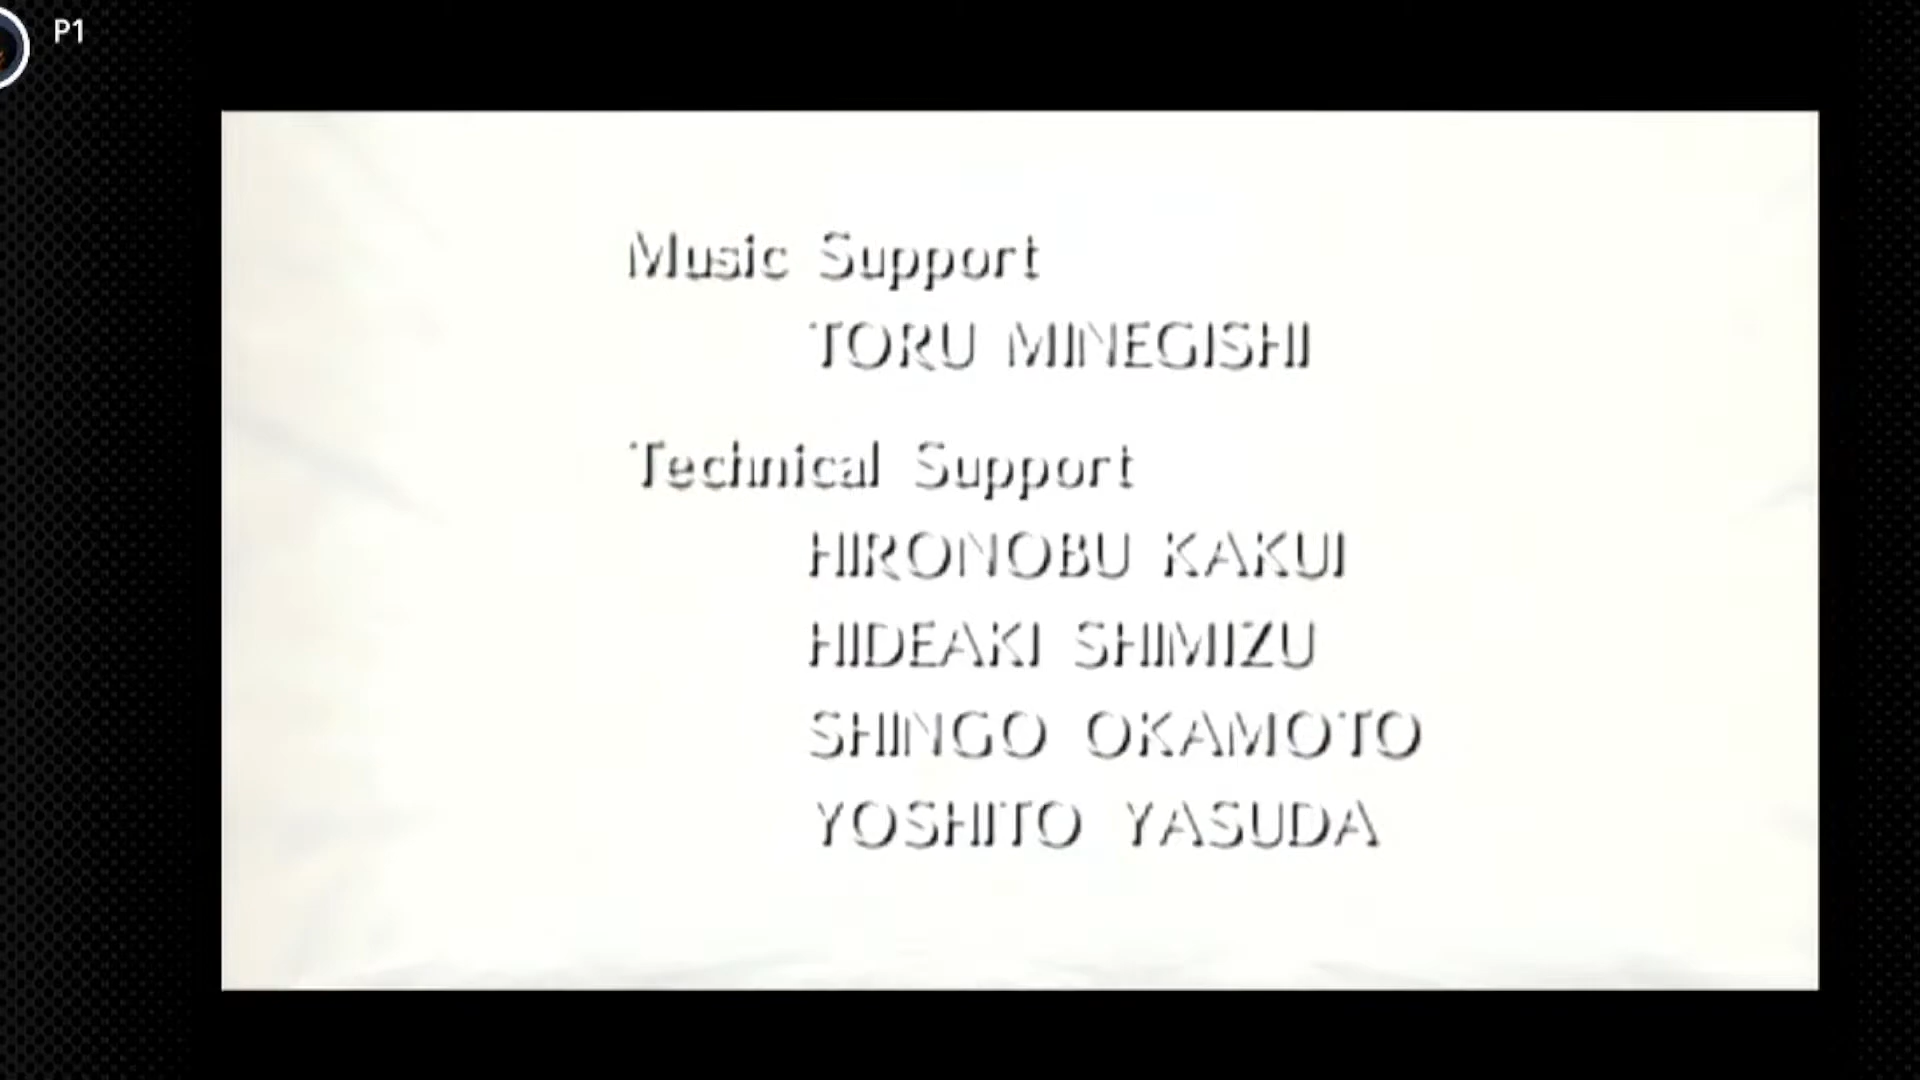 P1
Music Support
TORU MINEGISHI
Technical Support
HIRONOBU KAKUI
HIDEAKI SHIMIZU
SHINGO OKAMOTO
YOSHITO YASUDA